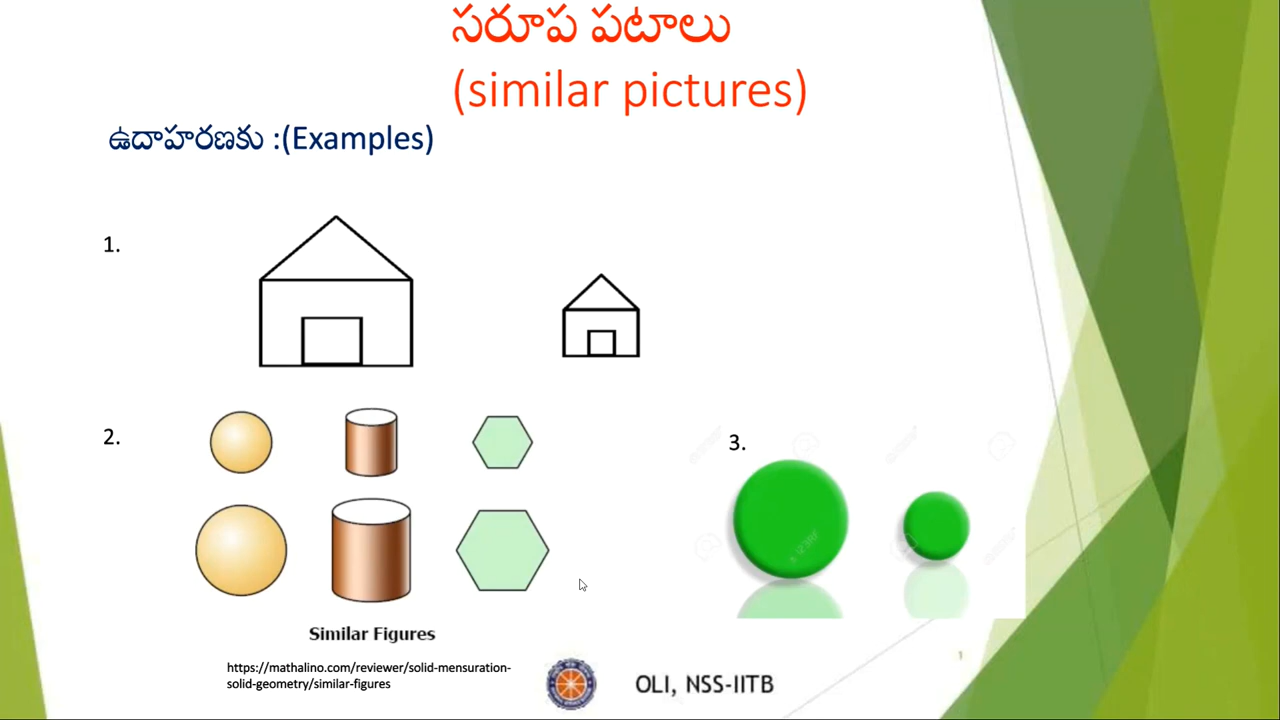 సరూప పటాలు
(similar pictures)
ఉదాహరణకు :(Examples)
1.
2.
3.
Similar Figures
https://mathalino.com/reviewer/solid-mensuration-
solid-geometry/similar-figures
OLI, NSS-IITB
1